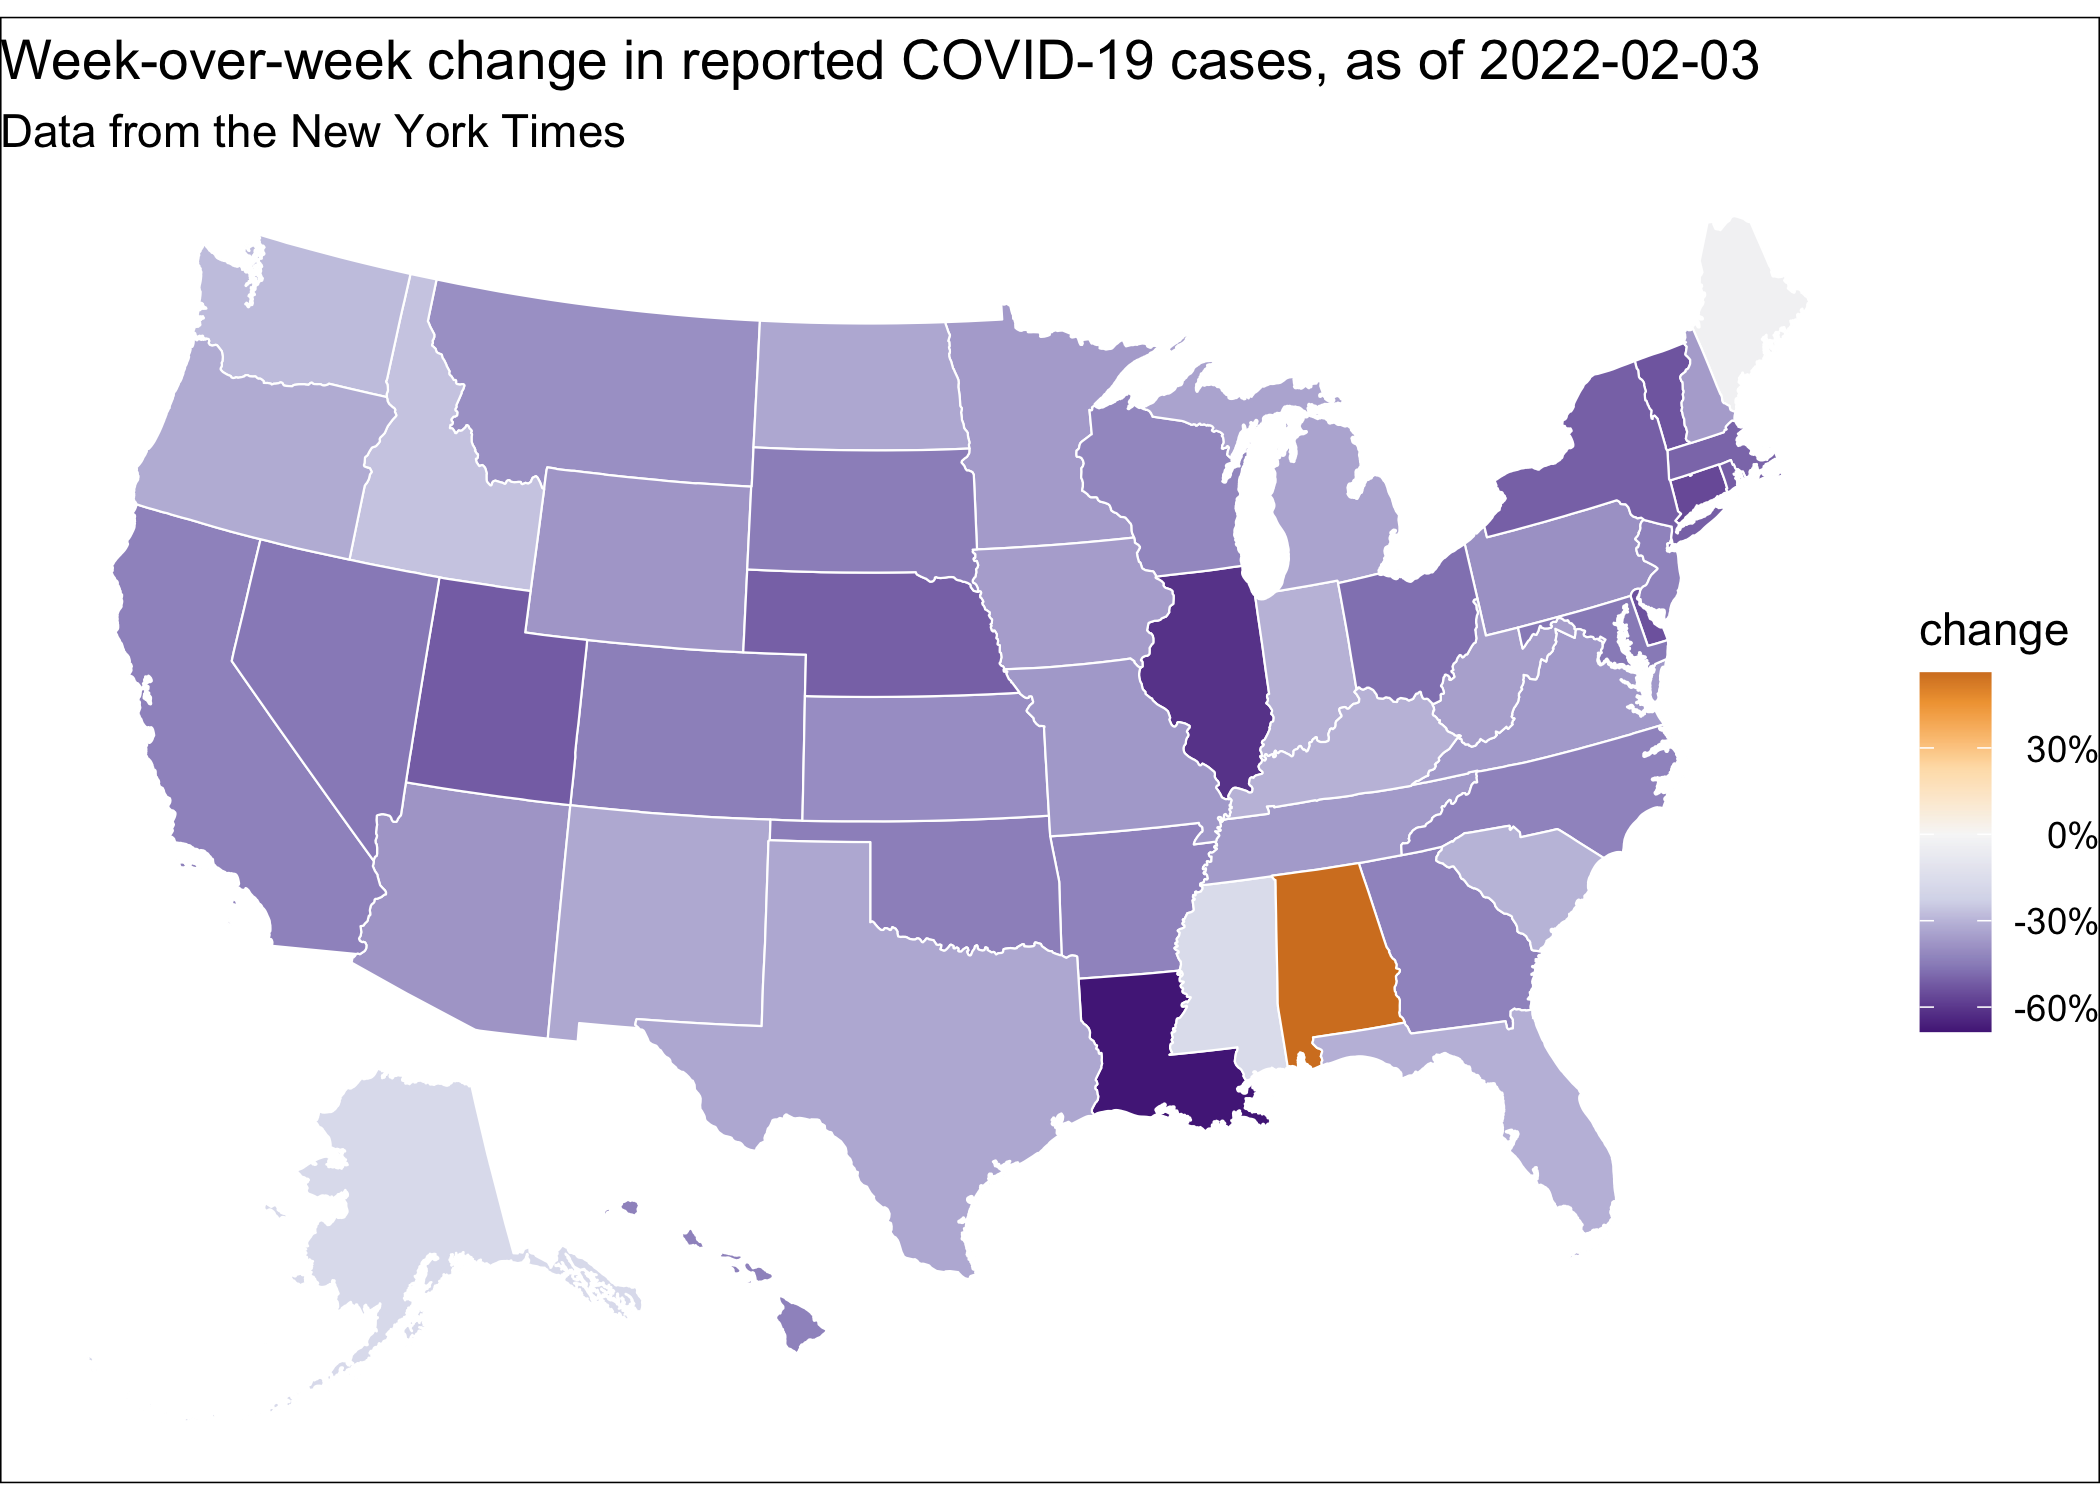 Week-over-week change in reported COVID-19 cases, as of 2022-02-03
Data from the New York Times
change
30%
0%
-30%
-60%